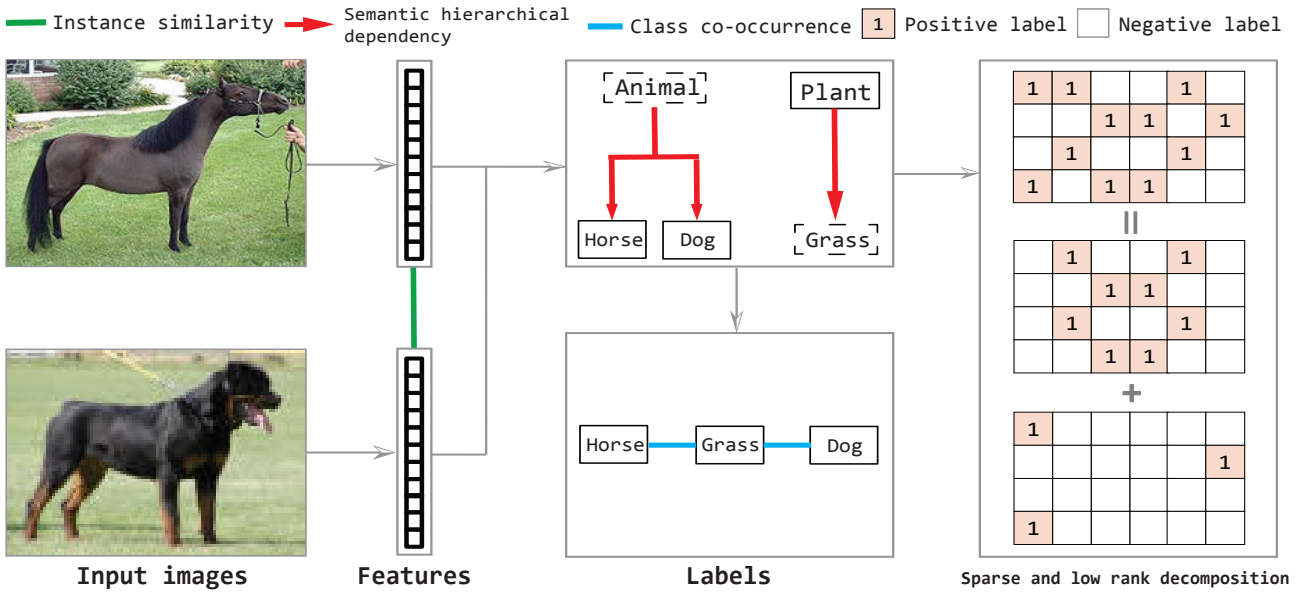 Instance similarity
Semantic hierarchical
dependency
Class co-occurrence
1 Positive label
Negative label
Animal
Plant
Horse
Dog
Grass
Horse
Grass
Dog
1 1 1
1 1 1
1 1
1 1 1
=
1 1
1 1
1 1
1 1
+
1
1
1
Input images
Features
Labels
Sparse and low rank decomposition